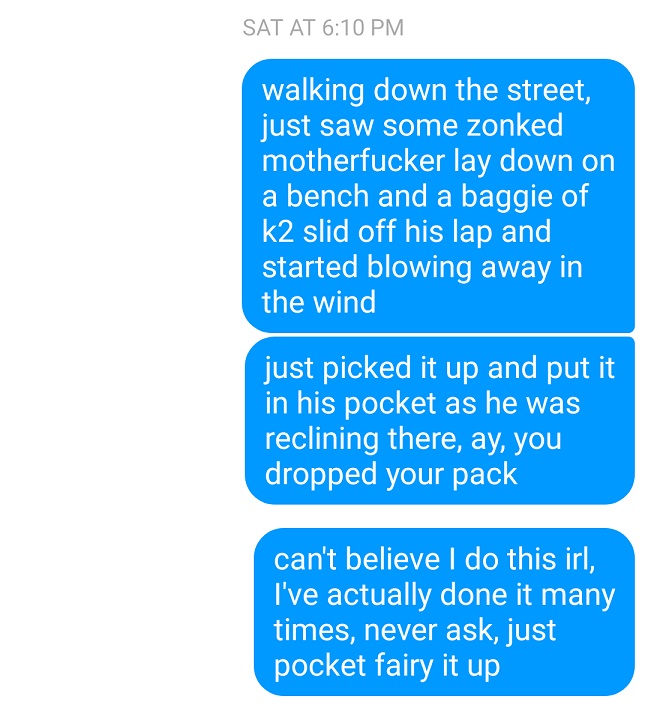 SAT AT 6:10 PM
walking down the street,
just saw some zonked
motherfucker lay down on
a bench and a baggie of
k2 slid off his lap and
started blowing away in
the wind
just picked it up and put it
in his pocket as he was
reclining there, ay, you
dropped your pack
can't believe I do this irl,
I've actually done it many
times, never ask, just
pocket fairy it up